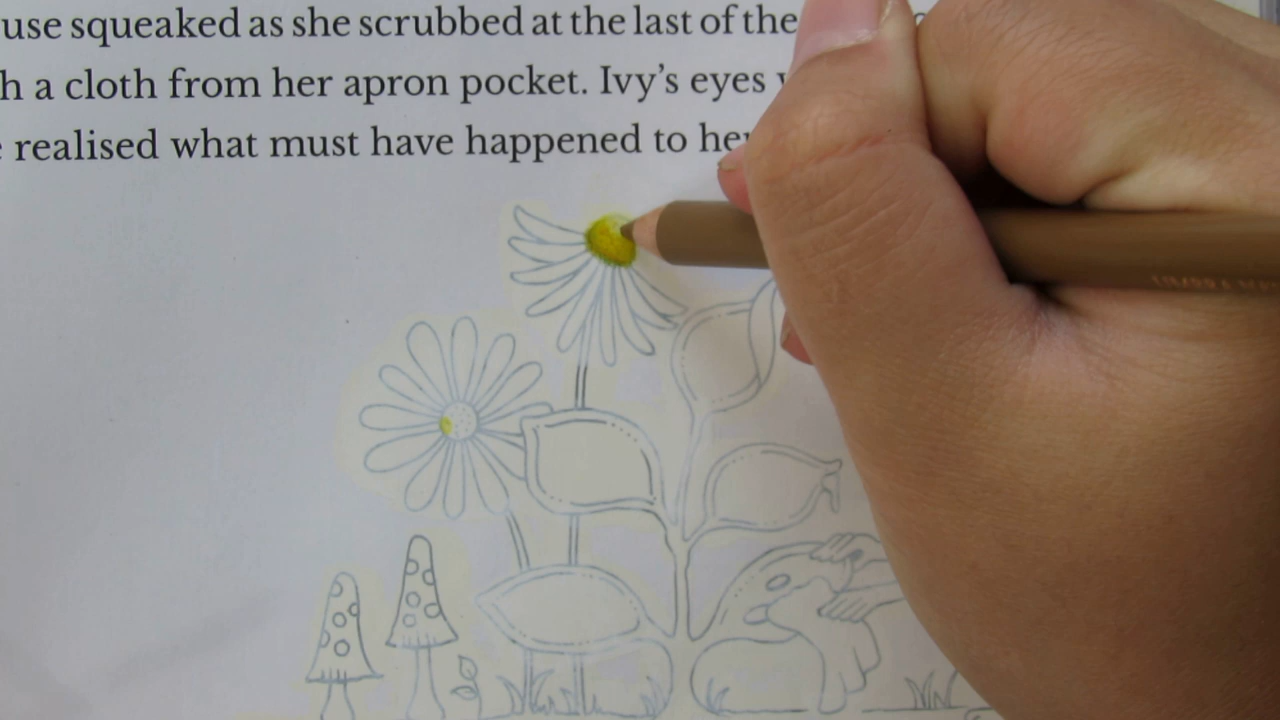 use squeaked as she scrubbed at the last of the
h a cloth from her apron pocket. Ivy’s eyes
realised what must have happened to her